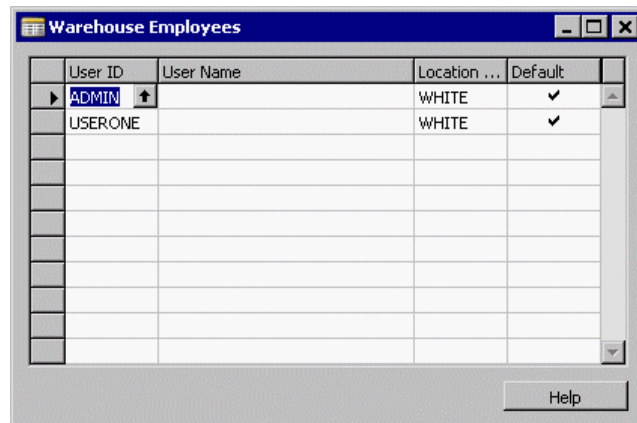 Warehouse Employees
User ID User Name Location ... Default
ADMIN WHITE
USERONE WHITE
Help